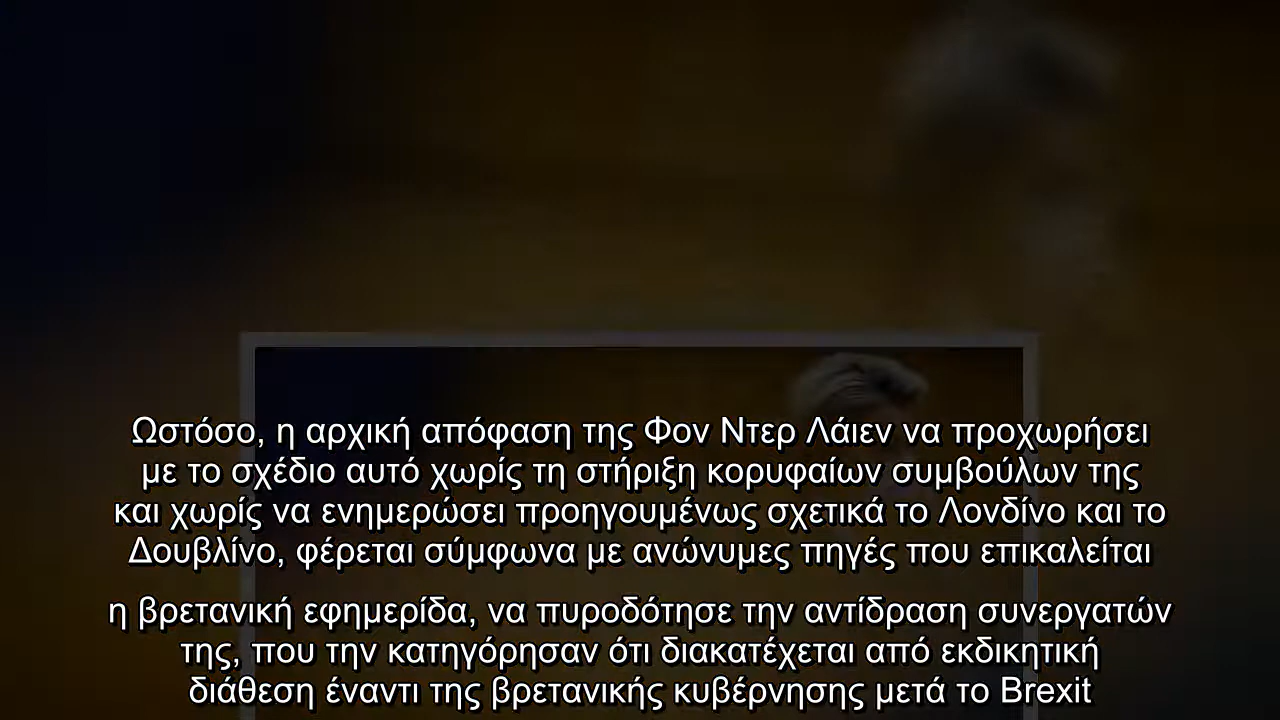 Ωστόσο, η αρχική απόφαση της Φον Ντερ Λάιεν να προχωρήσει
με το σχέδιο αυτό χωρίς τη στήριξη κορυφαίων συμβούλων της
και χωρίς να ενημερώσει προηγουμένως σχετικά το Λονδίνο και το
Δουβλίνο, φέρεται σύμφωνα με ανώνυμες πηγές που επικαλείται
η βρετανική εφημερίδα, να πυροδότησε την αντίδραση συνεργατών
της, που την κατηγόρησαν ότι διακατέχεται από εκδικητική
διάθεση έναντι της βρετανικής κυβέρνησης μετά το Brexit